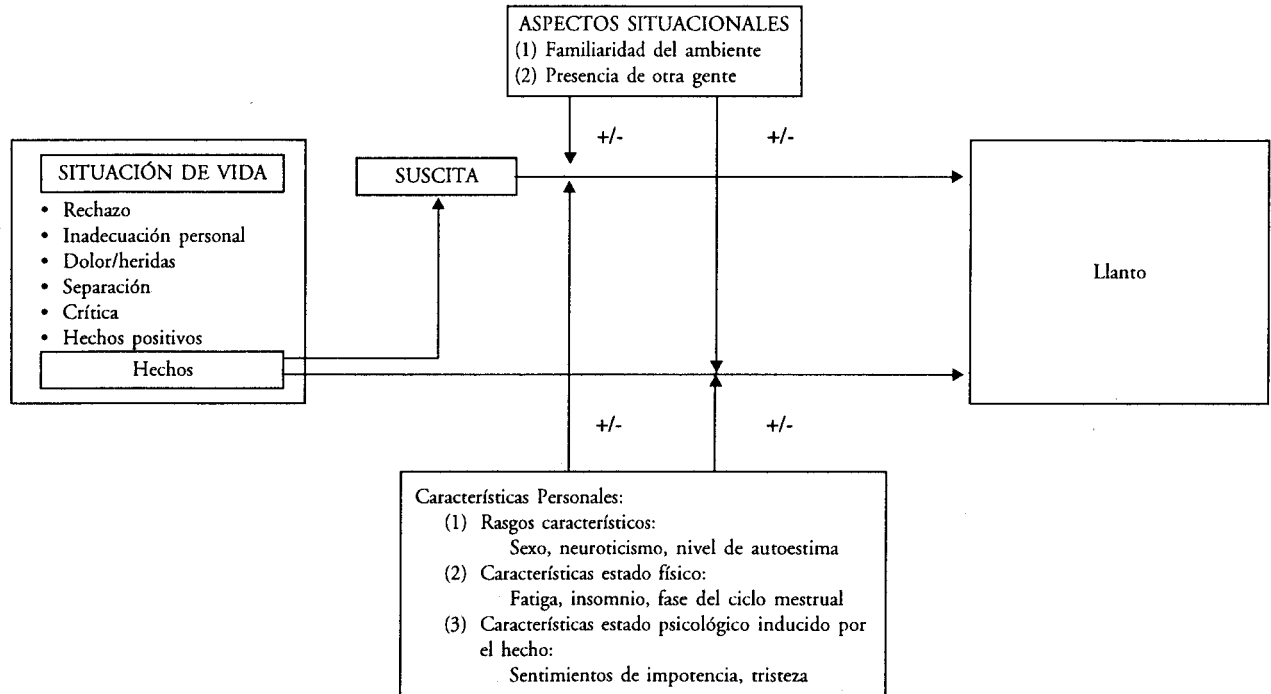 ASPECTOS SITUACIONALES
(1) Familiaridad del ambiente
(2) Presencia de otra gente
+/-
+/-
SITUACIÓN DE VIDA
• Rechazo
• Inadecuación personal
• Dolor/heridas
• Separación
• Crítica
• Hechos positivos
Hechos
SUSCITA
Llanto
+/-
+/-
Características Personales:
(1) Rasgos característicos:
Sexo, neuroticismo, nivel de autoestima
(2) Características estado físico:
Fatiga, insomnio, fase del ciclo mestrual
(3) Características estado psicológico inducido por
el hecho:
Sentimientos de impotencia, tristeza